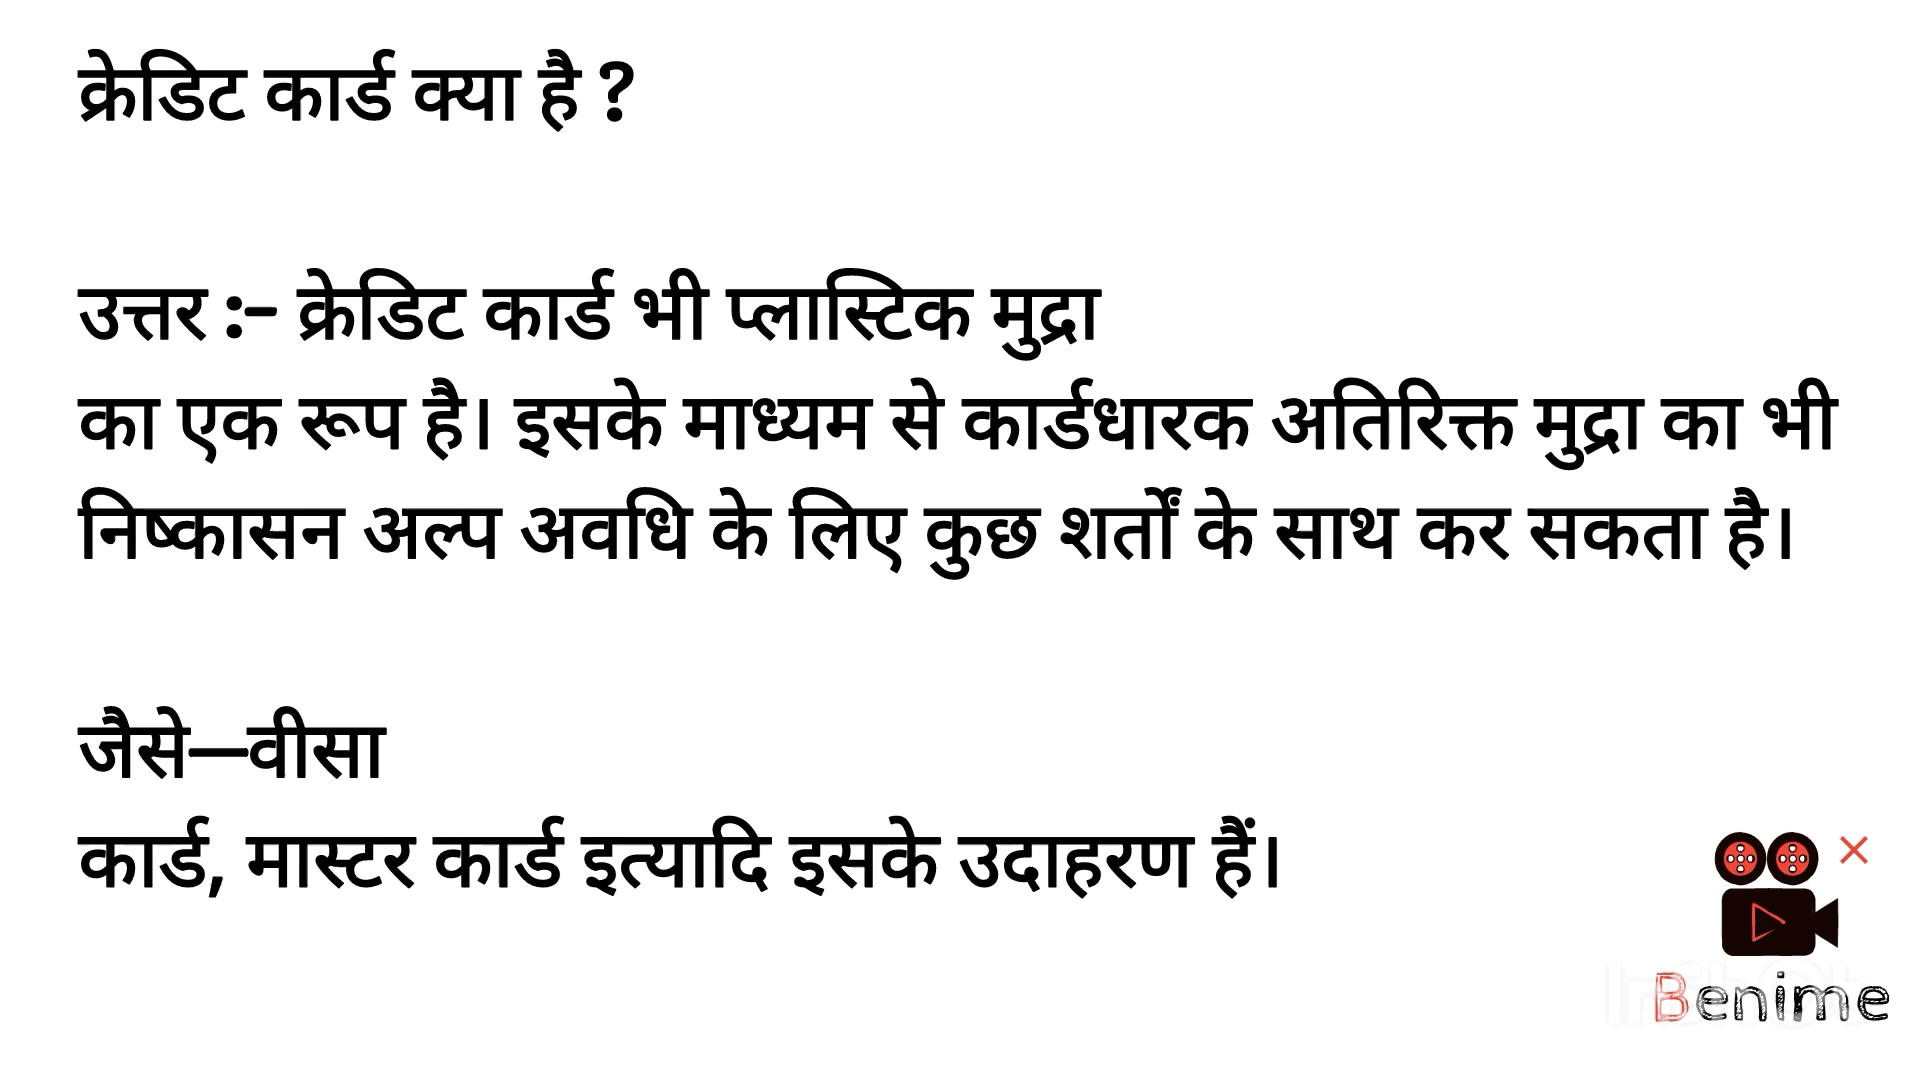 क्रेडिट कार्ड क्या है ?
उत्तर :- क्रेडिट कार्ड भी प्लास्टिक मुद्रा
का एक रूप है। इसके माध्यम से कार्डधारक अतिरिक्त मुद्रा का भी
निष्कासन अल्प अवधि के लिए कुछ शर्तों के साथ कर सकता है।
जैसे—वीसा
कार्ड, मास्टर कार्ड इत्यादि इसके उदाहरण हैं।
Benime